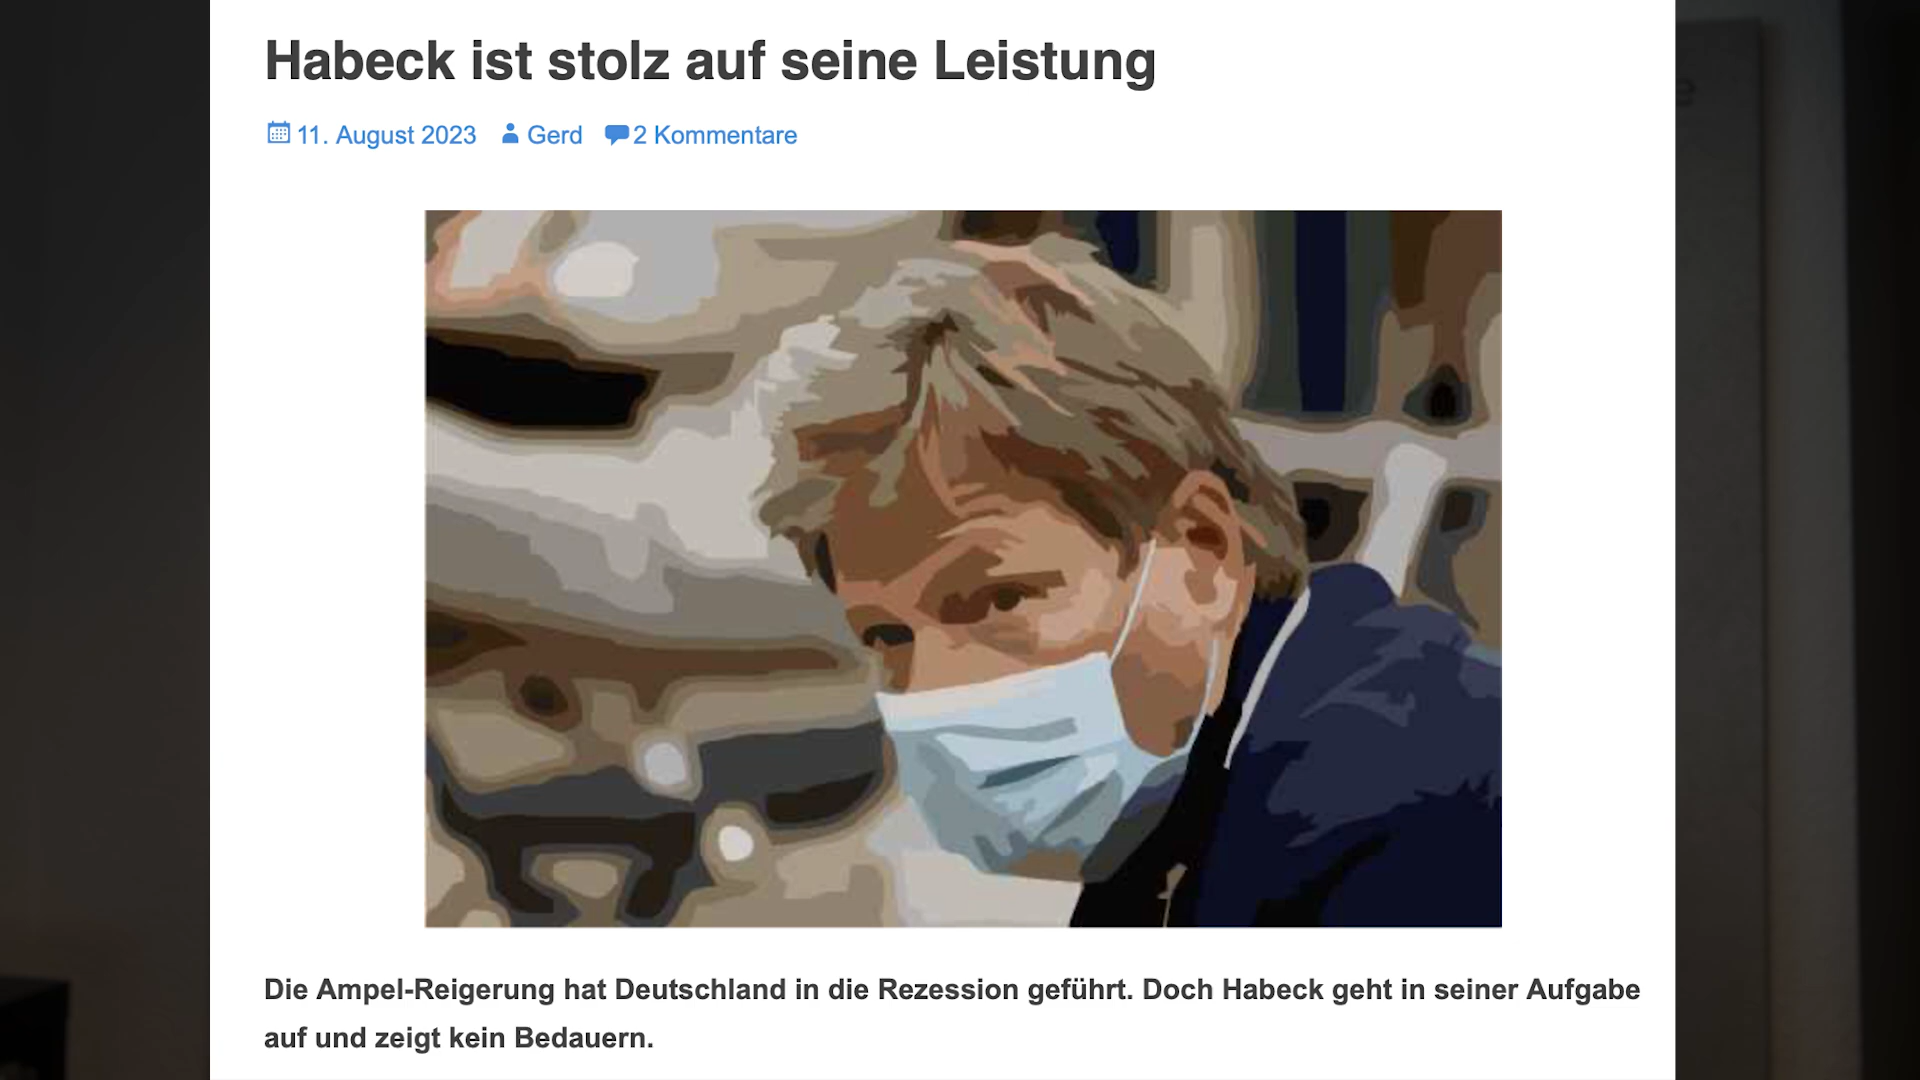 Habeck ist stolz auf seine Leistung
11. August 2023 Gerd 2 Kommentare
Die Ampel-Reigerung hat Deutschland in die Rezession geführt. Doch Habeck geht in seiner Aufgabe
auf und zeigt kein Bedauern.